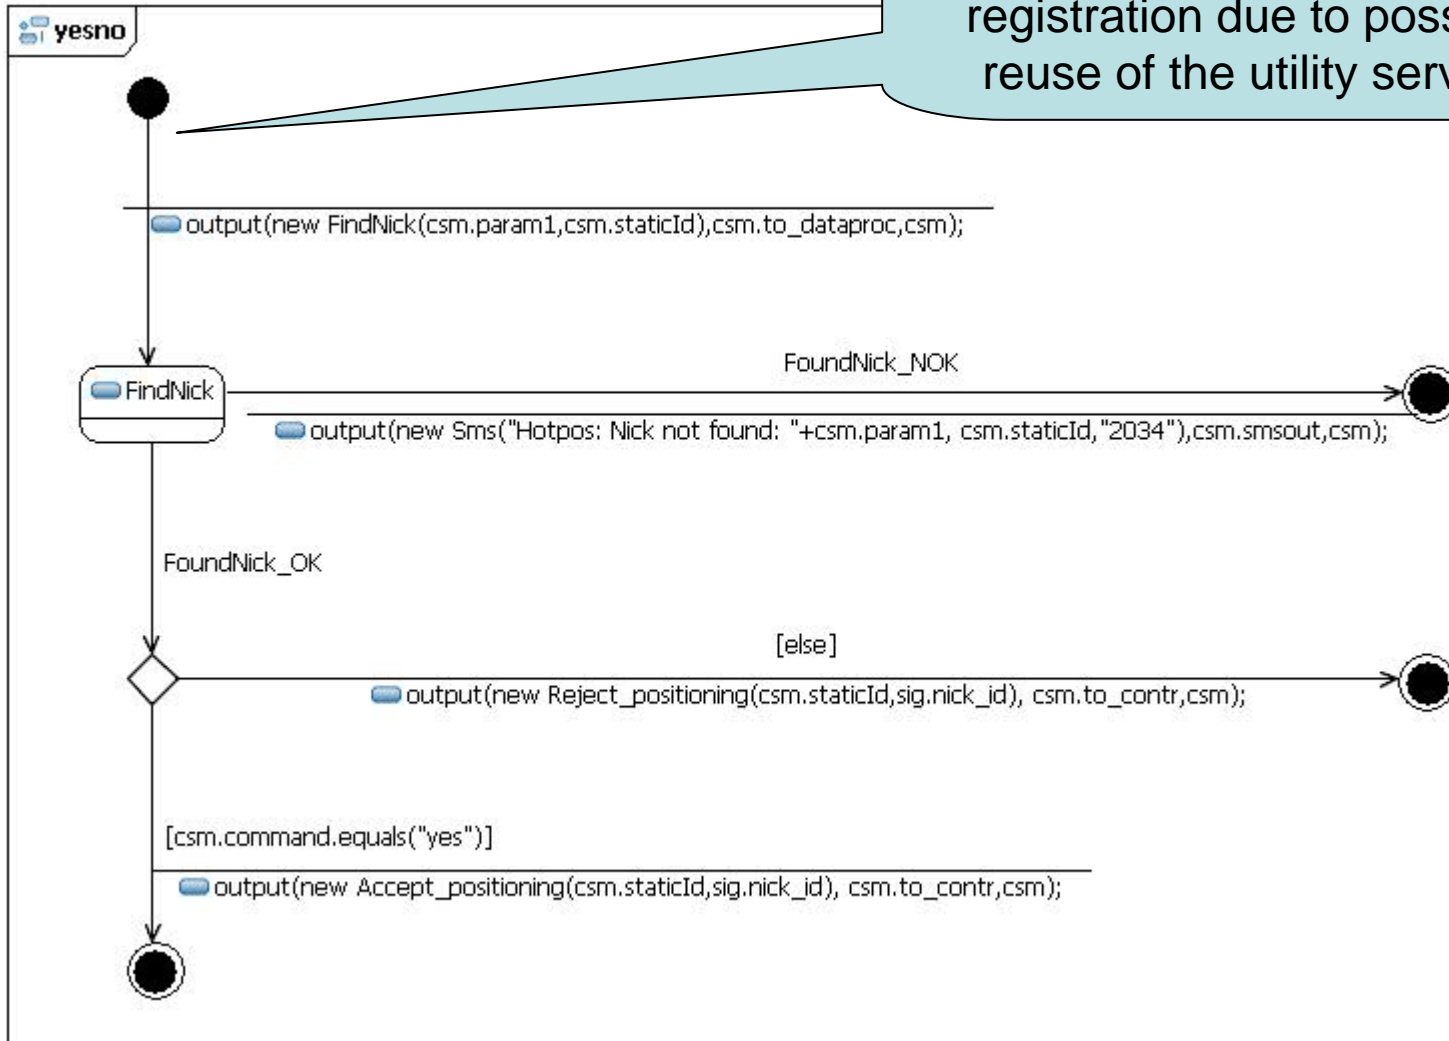 yesno
registration due to
reuse of the utility
output(new FindNick(csm.param1,csm.staticId),csm.to_dataproc,csm);
FoundNick_NOK
FindNick
output(new Sms("Hotpos: Nick not found: "+csm.param1, csm.staticId,"2034"),csm.smsout,csm);
FoundNick_OK
[else]
output(new Reject_positioning(csm.staticId,sig.nick_id), csm.to_contr,csm);
[csm.command.equals("yes")]
output(new Accept_positioning(csm.staticId,sig.nick_id), csm.to_contr,csm);